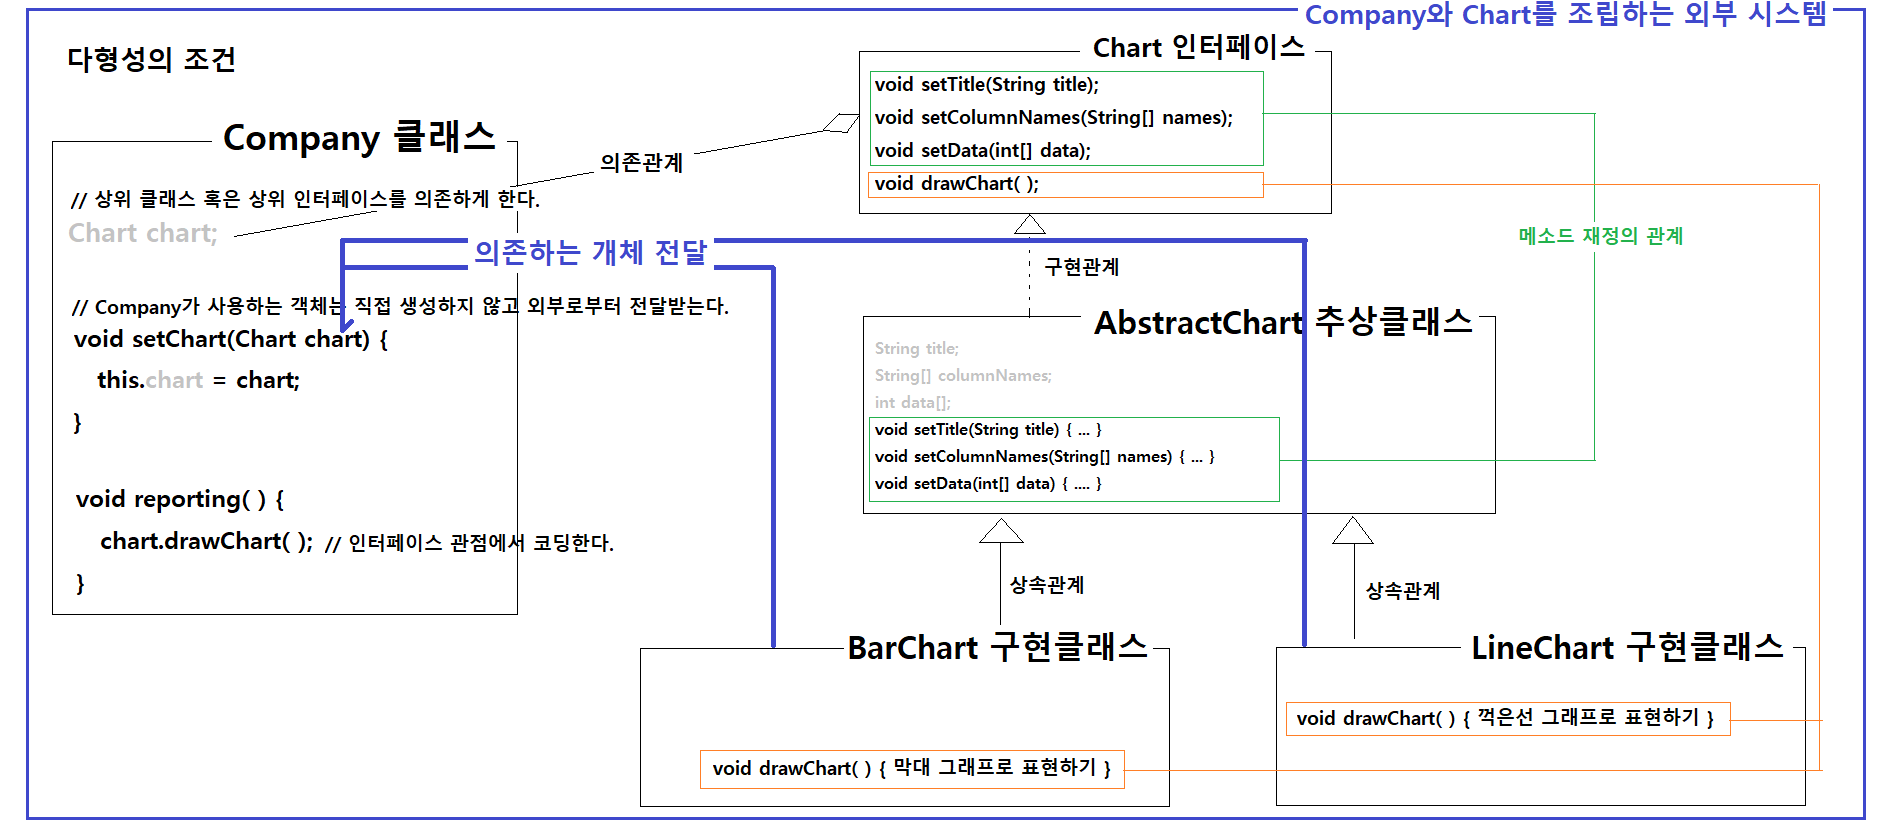 Company와 Chart를 조립하는 외부 시스템
다형성의 조건
Chart 인터페이스
void setTitle(String title);
void setColumnNames(String[] names);
void setData(int[] data);
void drawChart( );
Company 클래스
의존관계
// 상위 클래스 혹은 상위 인터페이스를 의존하게 한다.
Chart chart;
의존하는 개체 전달
메소드 재정의 관계
구현관계
// Company가 사용하는 객체는 직접 생성하지 않고 외부로부터 전달받는다.
void setChart(Chart chart) {
this.chart = chart;
}
void reporting( ) {
chart.drawChart( ); // 인터페이스 관점에서 코딩한다.
}
AbstractChart 추상클래스
String title;
String[] columnNames;
int data[];
void setTitle(String title) { ... }
void setColumnNames(String[] names) { ... }
void setData(int[] data) { .... }
상속관계
상속관계
BarChart 구현클래스
void drawChart( ) { 막대 그래프로 표현하기 }
LineChart 구현클래스
void drawChart( ) { 꺽은선 그래프로 표현하기 }